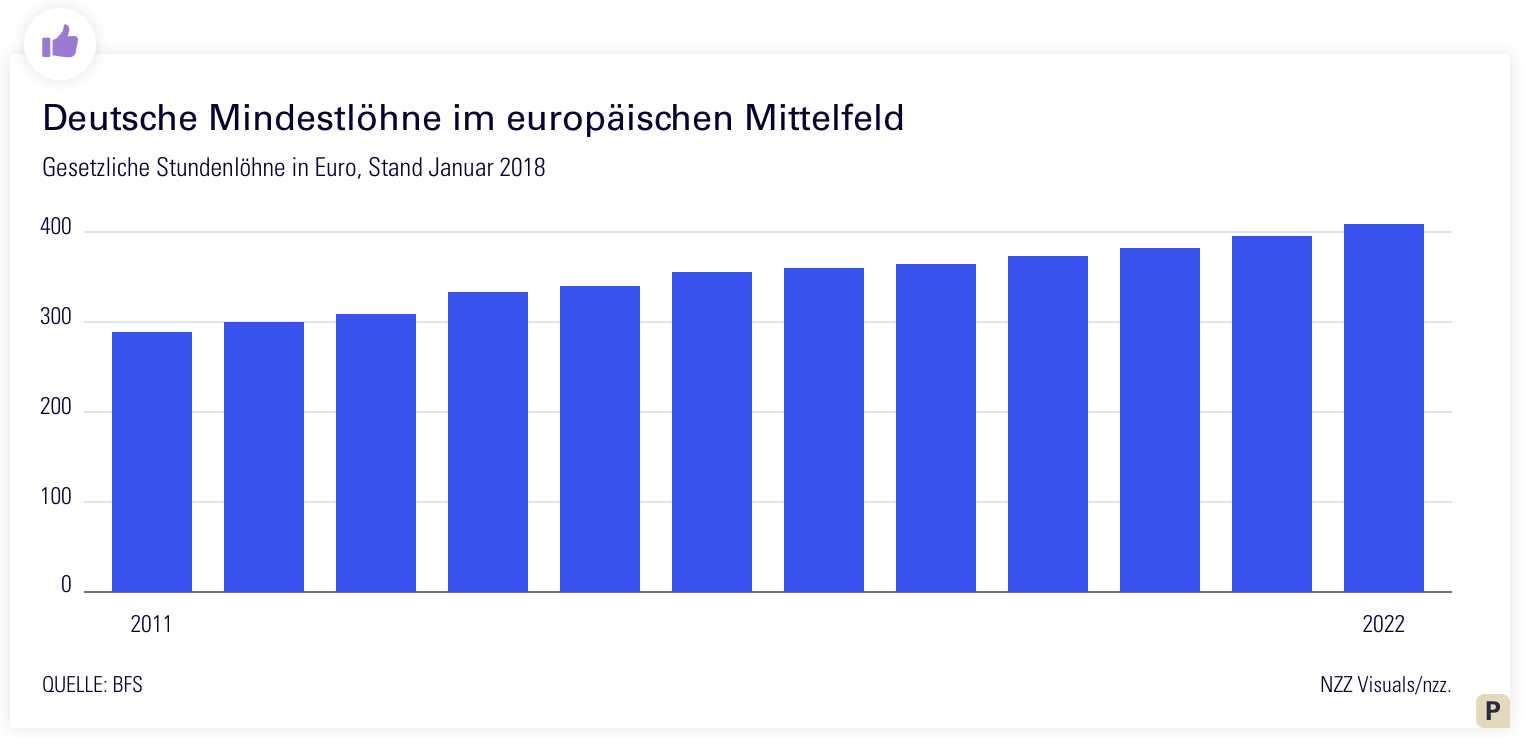 Deutsche Mindestlöhne im europäischen Mittelfeld
Gesetzliche Stundenlöhne in Euro, Stand Januar 2018
400
300
200
100
0
2011 2022
QUELLE: BFS NZZ Visuals/nzz.
P